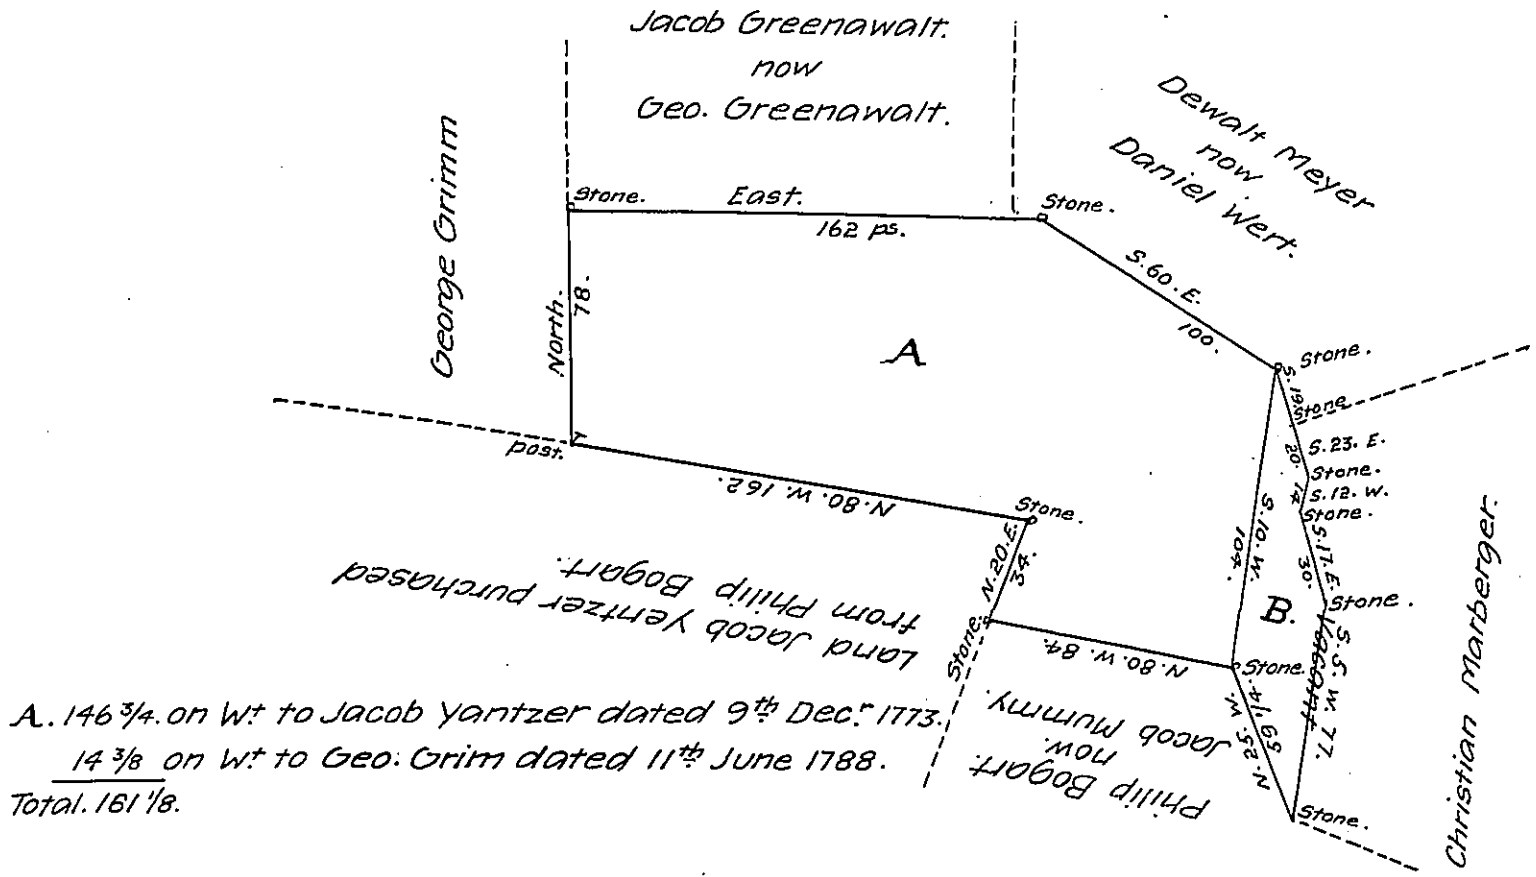 Jacob Greenawalt.
now
Geo. Greenawalt.
Dewalt Meyer
now
Daniel Wert.
George Grimm
Stone.
East.
162 ps.
Stone.
S. 60. E.
100.
North.
78.
A
Stone.
S.
19.
Stone
S. 23. E.
20.
Stone.
14
S. 12. W.
Stone.
S. 17. E.
30.
post.
N. 80. W. 162.
Stone.
N. 20. E.
34.
S. 10. W.
104.
B.
Stone.
Vacant
S. 5. W. 77.
Christian Marberger.
Land Jacob Yentzer purchased
from Philip Bogart.
Stone.
N. 80. W. 84.
Stone.
N. 25. W.
Stone.
Philip Bogart.
now.
Jacob Mummy.
A. 146 3/4. on Wt. to Jacob Yantzer dated 9th Decr. 1773.
14 3/8 on Wt. to Geo: Grim dated 11th June 1788.
Total. 161 1/8.